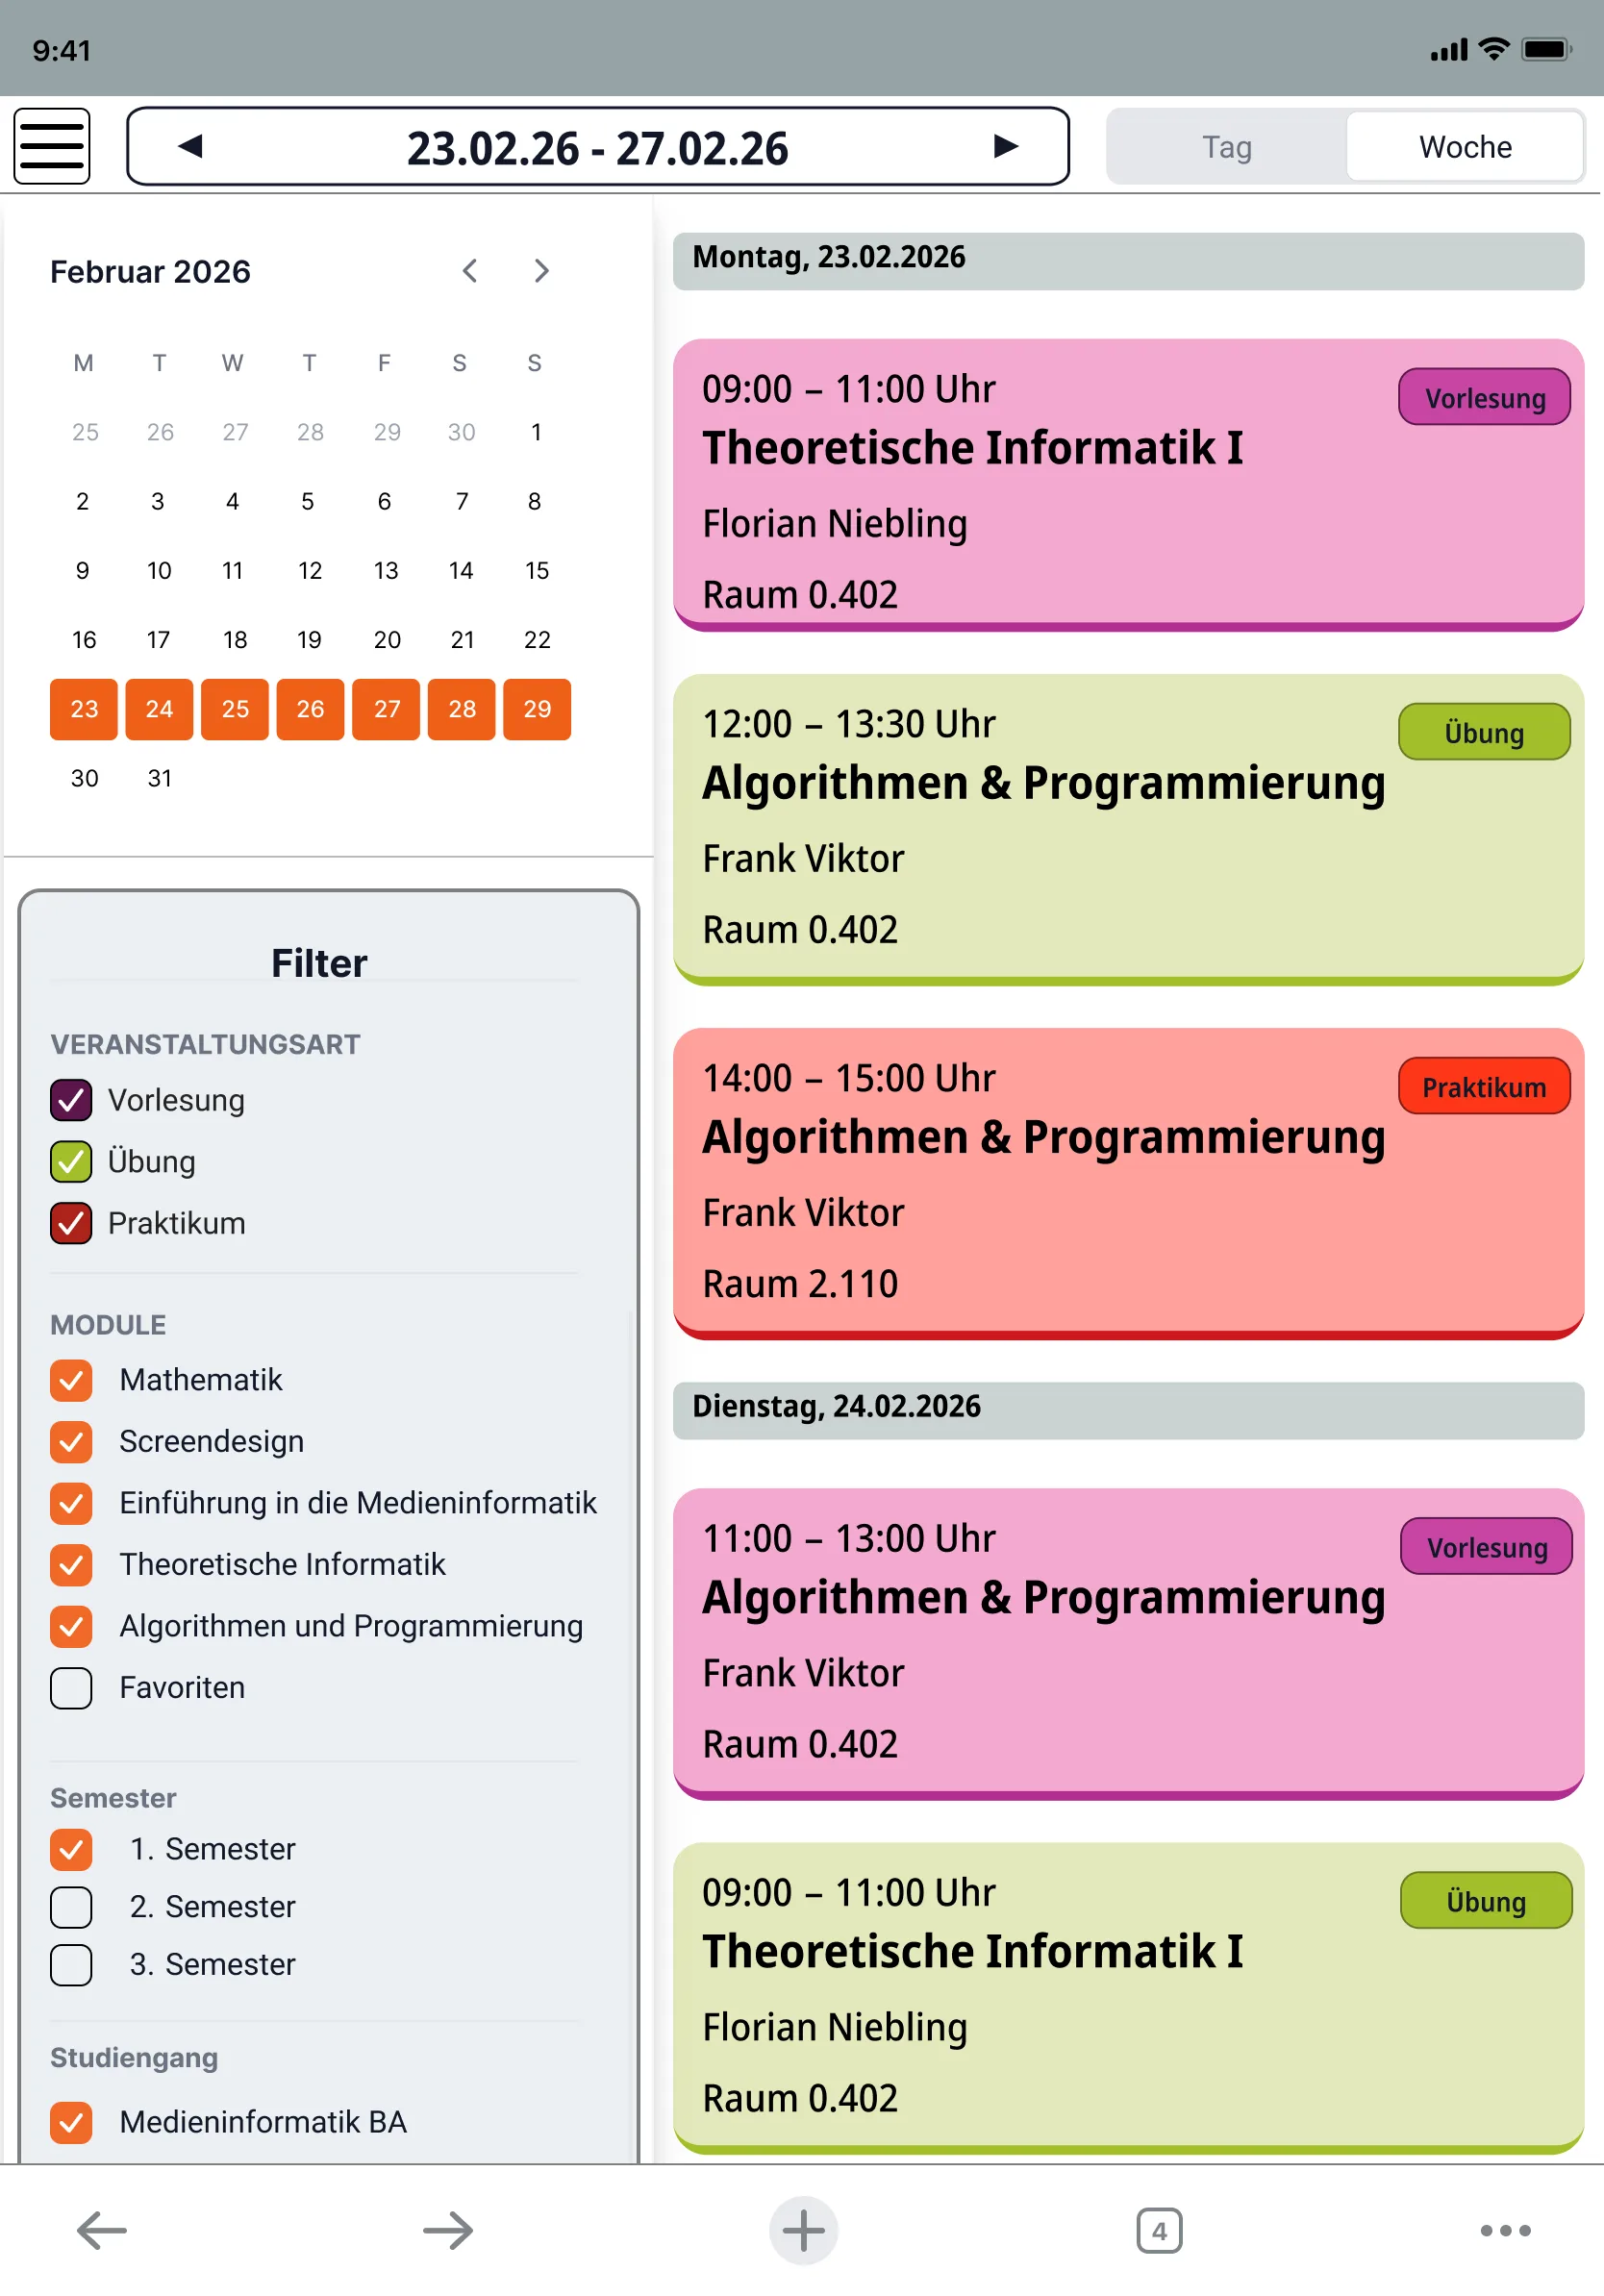 9:41
23.02.26 - 27.02.26
Tag
Woche
Februar 2026
M T W T F S S
25 26 27 28 29 30 1
2 3 4 5 6 7 8
9 10 11 12 13 14 15
16 17 18 19 20 21 22
23 24 25 26 27 28 29
30 31
Filter
VERANSTALTUNGSART
Vorlesung
Übung
Praktikum
MODULE
Mathematik
Screendesign
Einführung in die Medieninformatik
Theoretische Informatik
Algorithmen und Programmierung
Favoriten
Semester
1. Semester
2. Semester
3. Semester
Studiengang
Medieninformatik BA
Montag, 23.02.2026
09:00 – 11:00 Uhr
Vorlesung
Theoretische Informatik I
Florian Niebling
Raum 0.402
12:00 – 13:30 Uhr
Übung
Algorithmen & Programmierung
Frank Viktor
Raum 0.402
14:00 – 15:00 Uhr
Praktikum
Algorithmen & Programmierung
Frank Viktor
Raum 2.110
Dienstag, 24.02.2026
11:00 – 13:00 Uhr
Vorlesung
Algorithmen & Programmierung
Frank Viktor
Raum 0.402
09:00 – 11:00 Uhr
Übung
Theoretische Informatik I
Florian Niebling
Raum 0.402
4